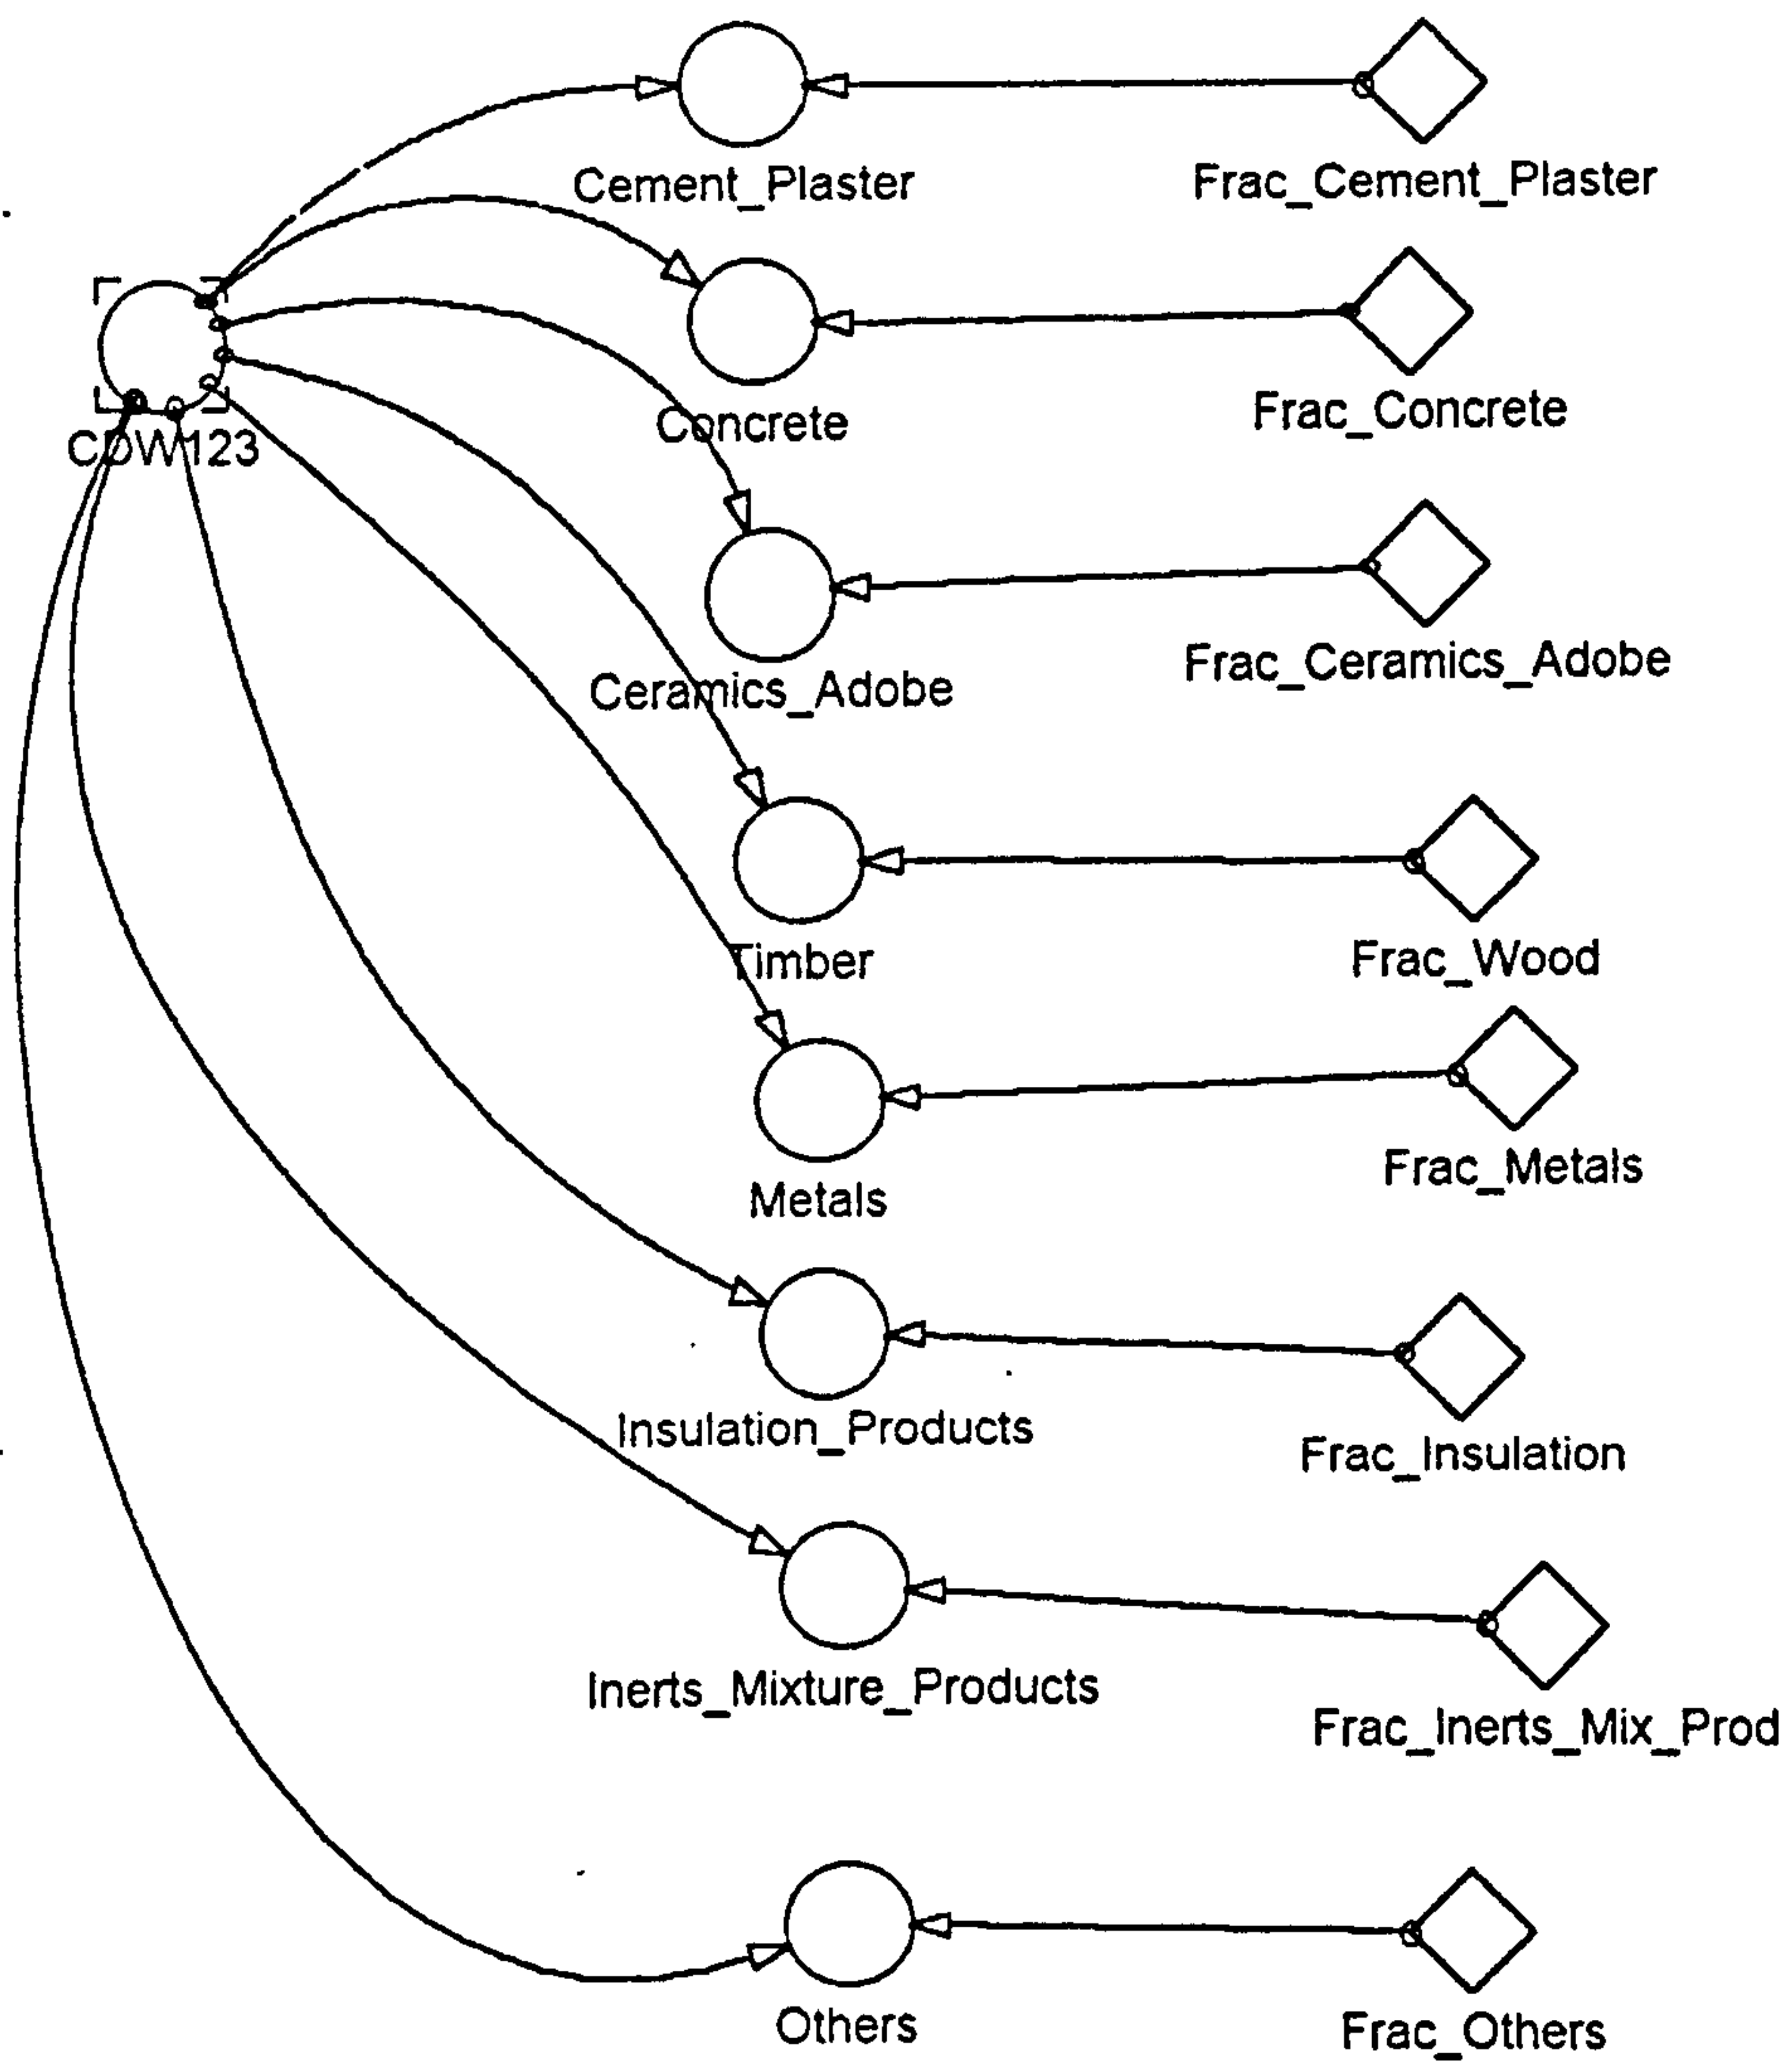 Cement_Plaster
Frac_Cement_Plaster
CDW123
Concrete
Frac_Concrete
Ceramics_Adobe
Frac_Ceramics_Adobe
Timber
Frac_Wood
Metals
Frac_Metals
Insulation_Products
Frac_Insulation
Inerts_Mixture_Products
Frac_Inerts_Mix_Prod
Others
Frac_Others